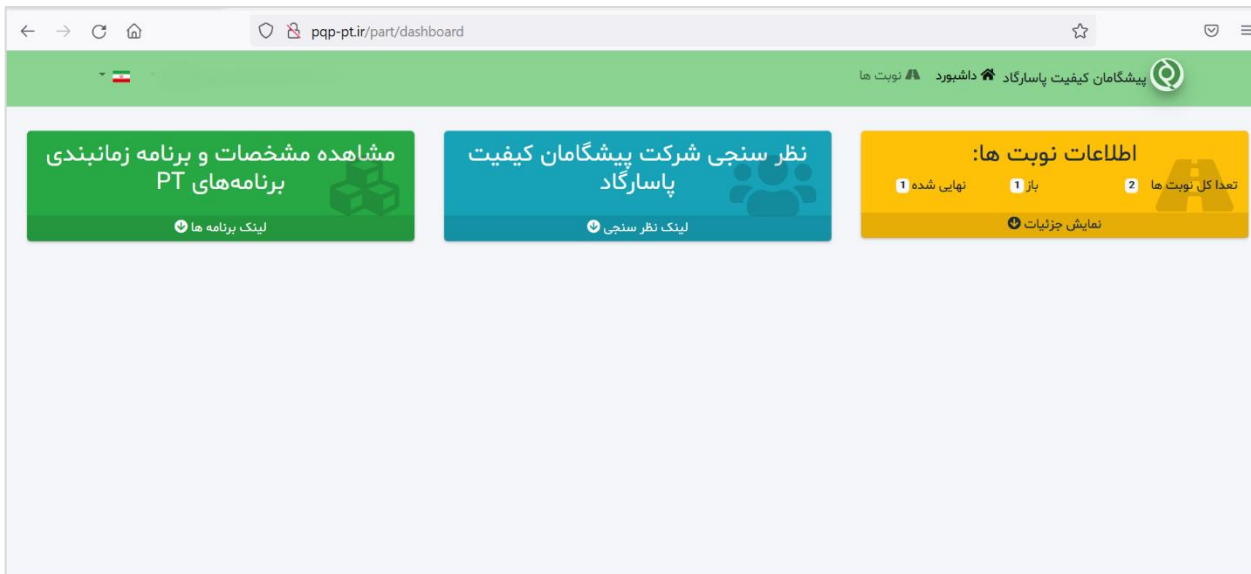 pqp-pt.ir/part/dashboard
پیشگامان کیفیت پاسارگاد داشبورد نوبت ها
اطلاعات نوبت ها:
تعدا کل نوبت ها 2 باز 1 نهایی شده 1
نمایش جزئیات
نظر سنجی شرکت پیشگامان کیفیت
پاسارگاد
لینک نظر سنجی
مشاهده مشخصات و برنامه زمانبندی
برنامه‌های PT
لینک برنامه ها